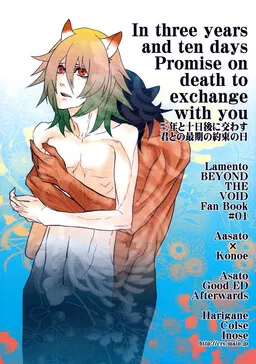 In three years
and ten days
Promise on
death to
exchange
with you
三年と十日後に交わす
君との最期の約束の日
Lamento
BEYOND
THE
VOID
Fan Book
#01
Aasato
×
Konoe
Asato
Good ED
Afterwards
Harigane
Colse
Inose